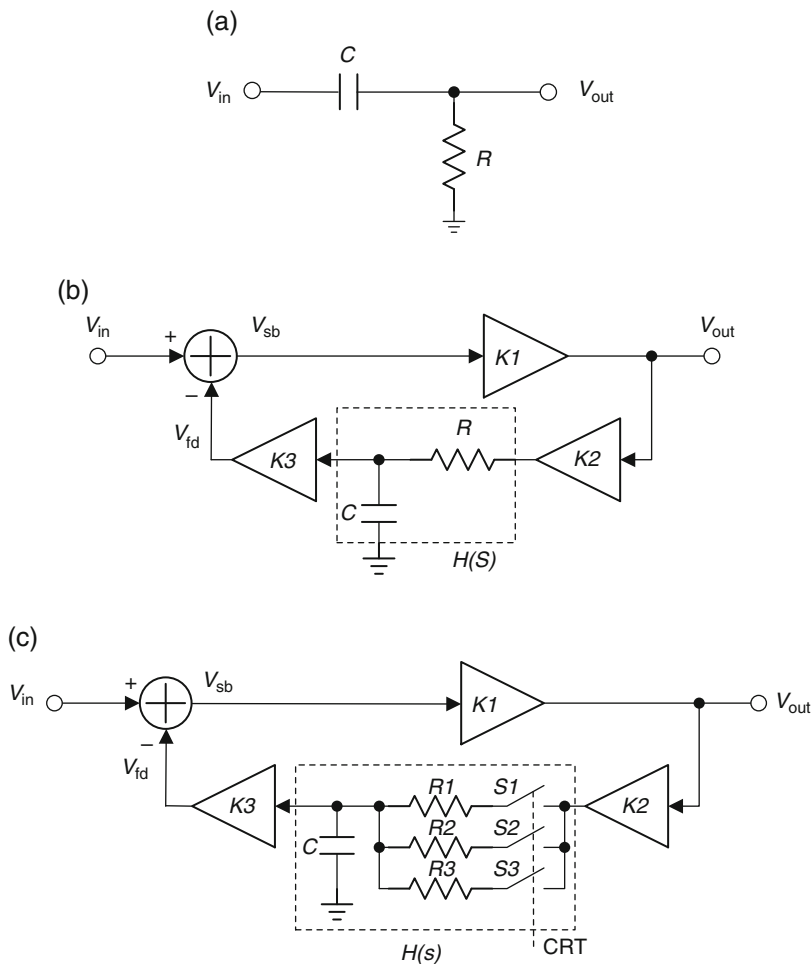 (a)
C
Vin
Vout
R
(b)
Vin
+
Vsb
K1
Vout
−
Vfd
K3
R
K2
C
H(S)
(c)
Vin
+
Vsb
K1
Vout
−
Vfd
K3
R1
S1
K2
C
R2
S2
R3
S3
CRT
H(s)